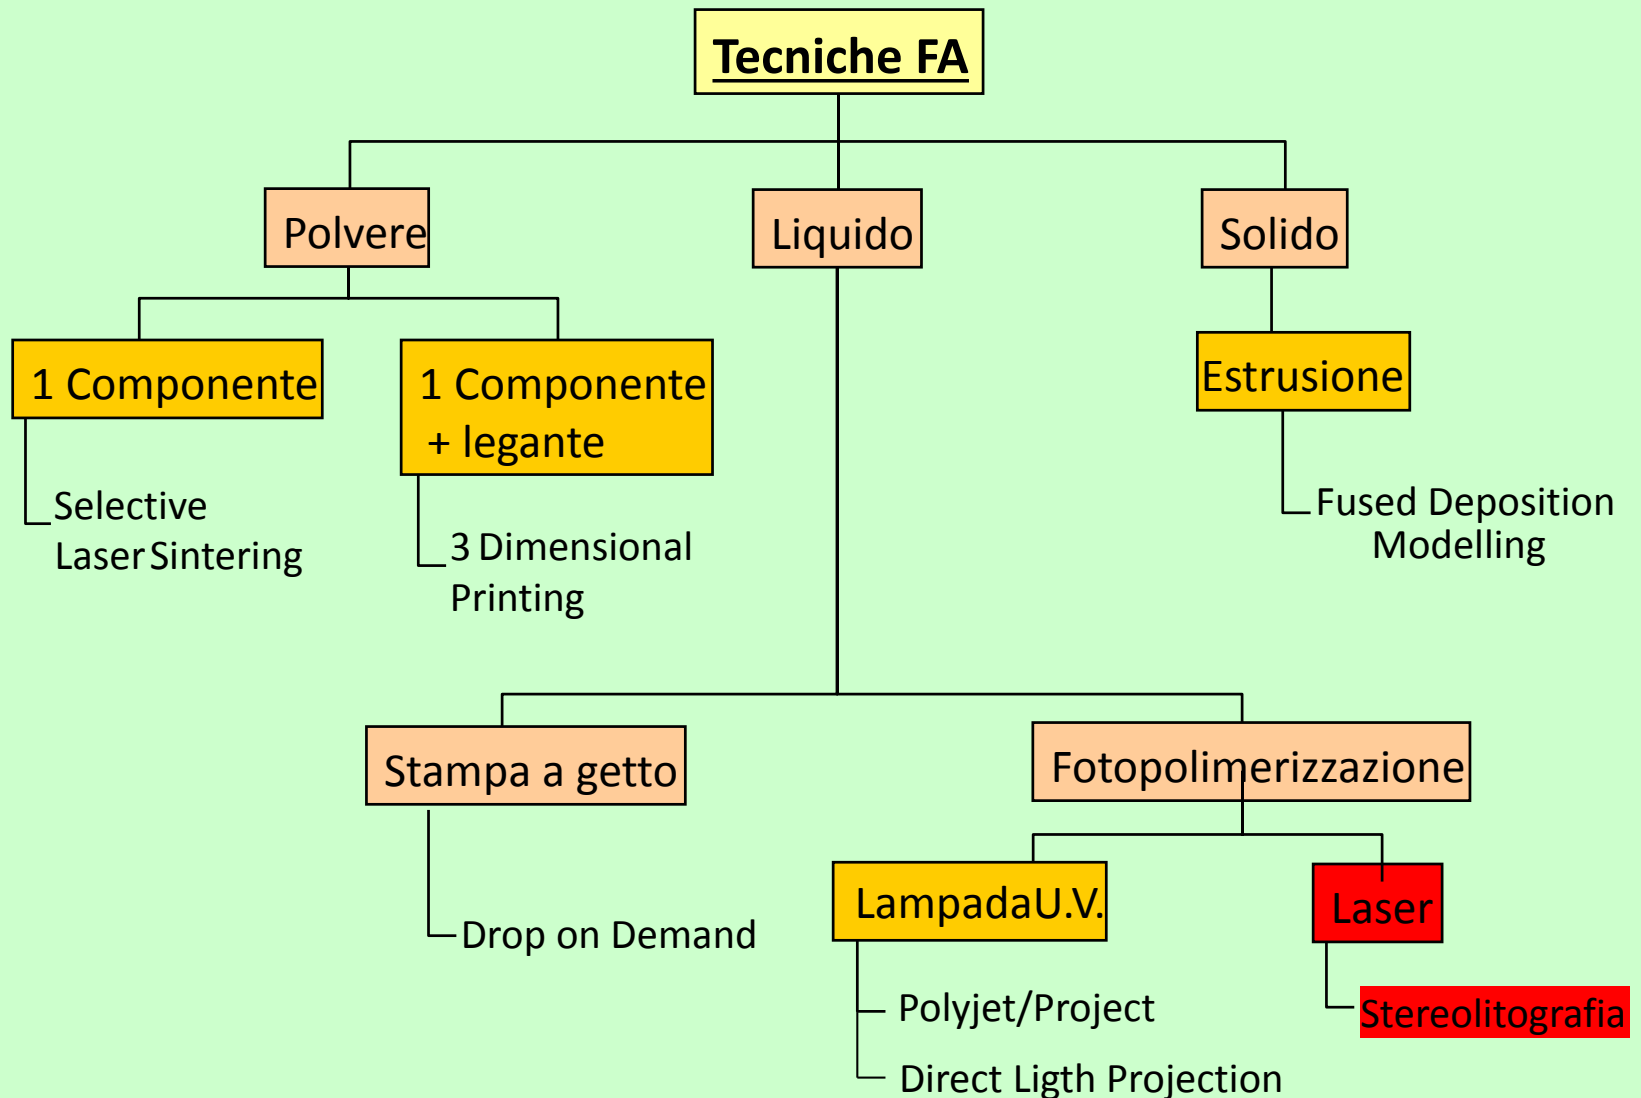 Tecniche FA
Polvere
Liquido
Solido
1 Componente
1 Componente
+ legante
Estrusione
Selective
Laser Sintering
3 Dimensional
Printing
Fused Deposition
Modelling
Stampa a getto
Fotopolimerizzazione
LampadaU.V.
Laser
Drop on Demand
Polyjet/Project
Stereolitografia
Direct Ligth Projection